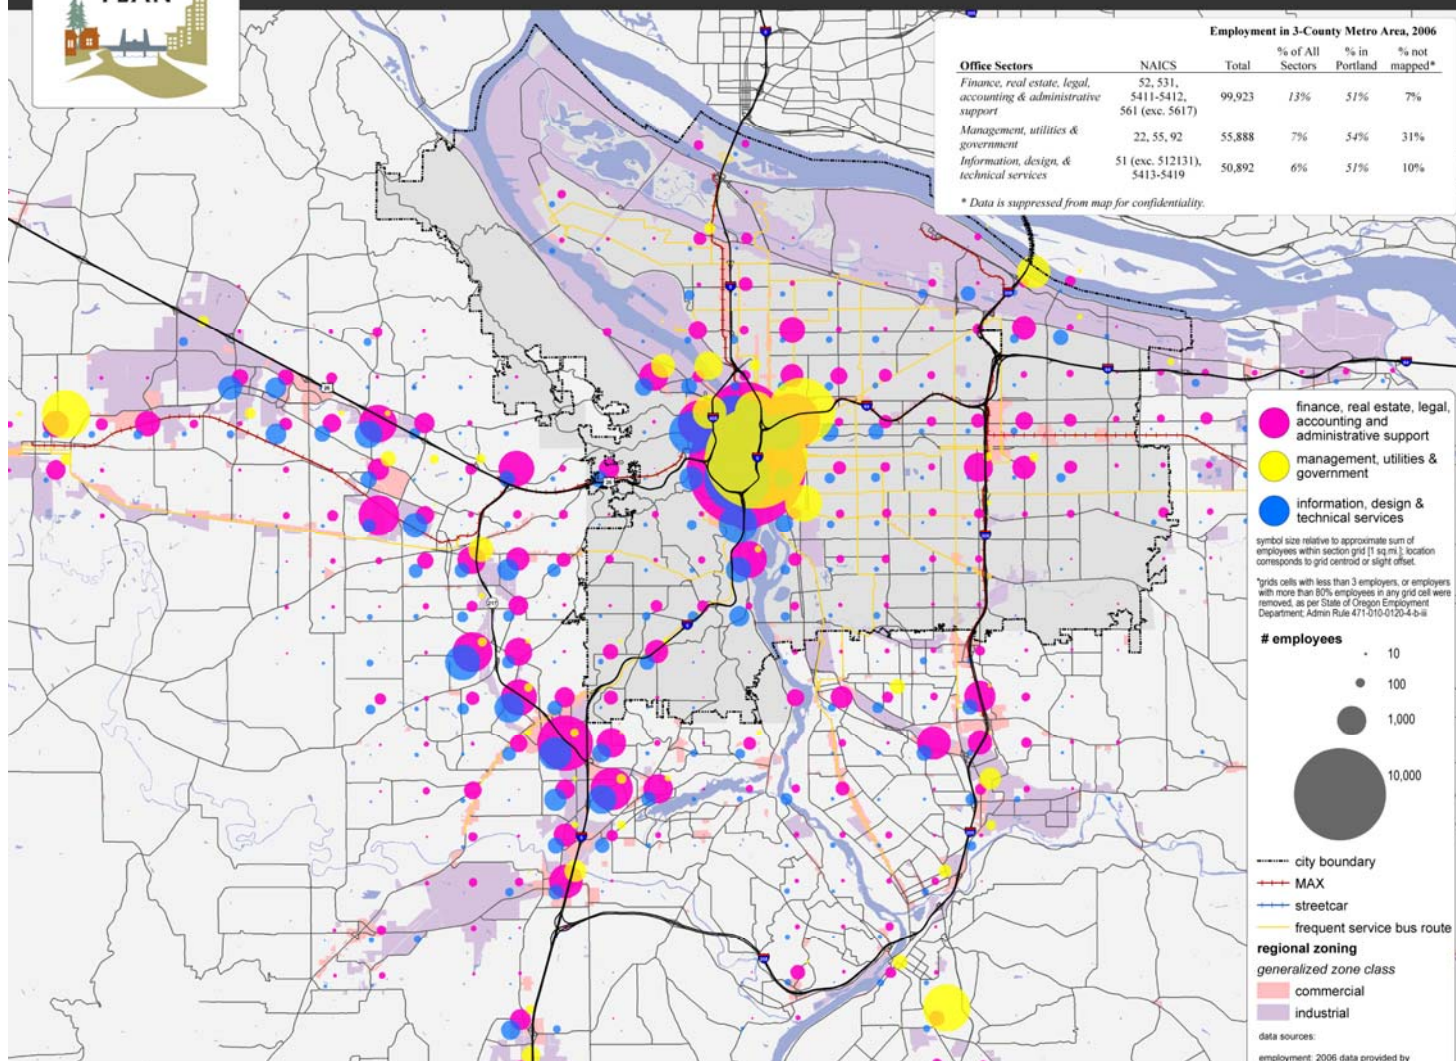 PLAN
Employment in 3-County Metro Area, 2006
Office Sectors NAICS Total % of All Sectors % in Portland % not mapped*
Finance, real estate, legal, accounting & administrative support 52, 531, 5411-5412, 561 (exc. 5617) 99,923 13% 51% 7%
Management, utilities & government 22, 55, 92 55,888 7% 54% 31%
Information, design, & technical services 51 (exc. 512131), 5413-5419 50,892 6% 51% 10%
* Data is suppressed from map for confidentiality.
finance, real estate, legal,
accounting and
administrative support
management, utilities &
government
information, design &
technical services
symbol size relative to approximate sum of
employees within section grid [1 sq.mi.]; location
corresponds to grid centroid or slight offset.
*grids cells with less than 3 employers, or employers
with more than 80% employees in any grid cell were
removed, as per State of Oregon Employment
Department; Admin Rule 471-010-0120-4-b-iii
# employees
10
100
1,000
10,000
city boundary
MAX
streetcar
frequent service bus route
regional zoning
generalized zone class
commercial
industrial
data sources:
employment: 2006 data provided by